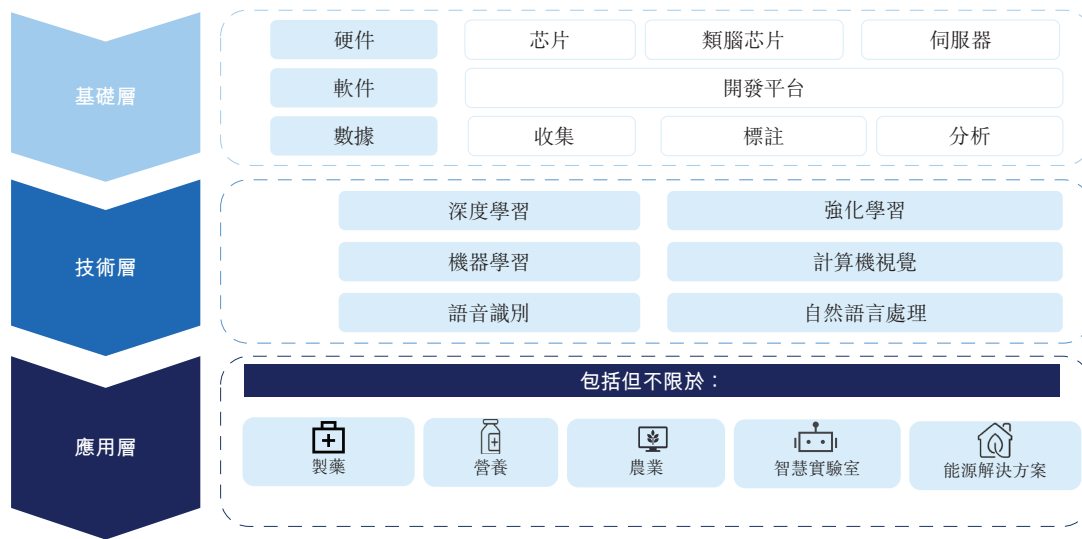 基礎層
硬件 芯片 類腦芯片 伺服器
軟件 開發平台
數據 收集 標註 分析
技術層
深度學習 強化學習
機器學習 計算機視覺
語音識別 自然語言處理
應用層
包括但不限於：
製藥 營養 農業 智慧實驗室 能源解決方案